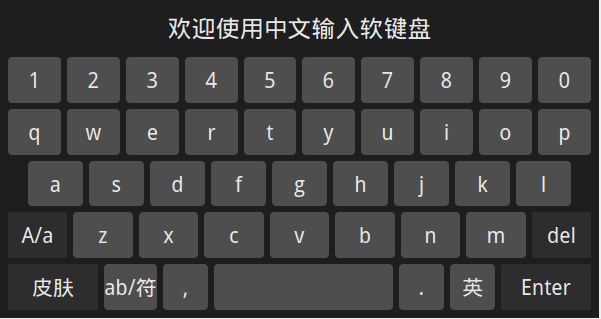 欢迎使用中文输入软键盘
1 2 3 4 5 6 7 8 9 0
q w e r t y u i o p
a s d f g h j k l
A/a z x c v b n m del
皮肤 ab/符 , . 英 Enter